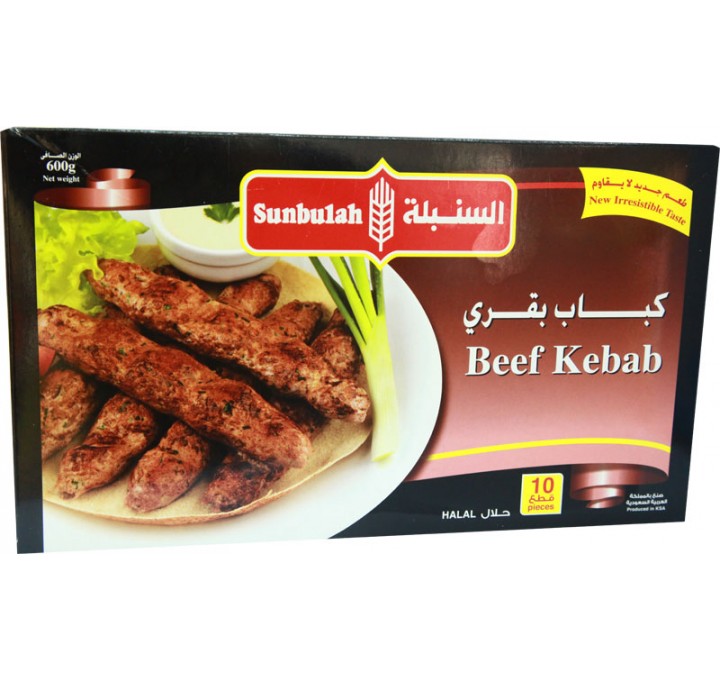 الوزن الصافي
600g
Net weight
Sunbulah السنبلة
طعم جديد لا يقاوم
New Irresistible Taste
كباب بقري
Beef Kebab
10
قطع
pieces
HALAL حلال
صنع بالمملكة
العربية السعودية
Produced in KSA